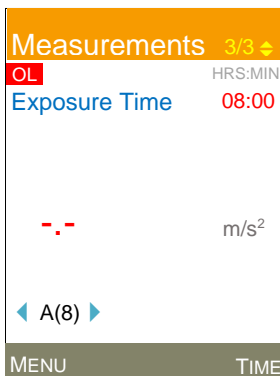 Measurements 3/3
OL HRS:MIN
Exposure Time 08:00
-.- m/s²
A(8)
MENU TIME